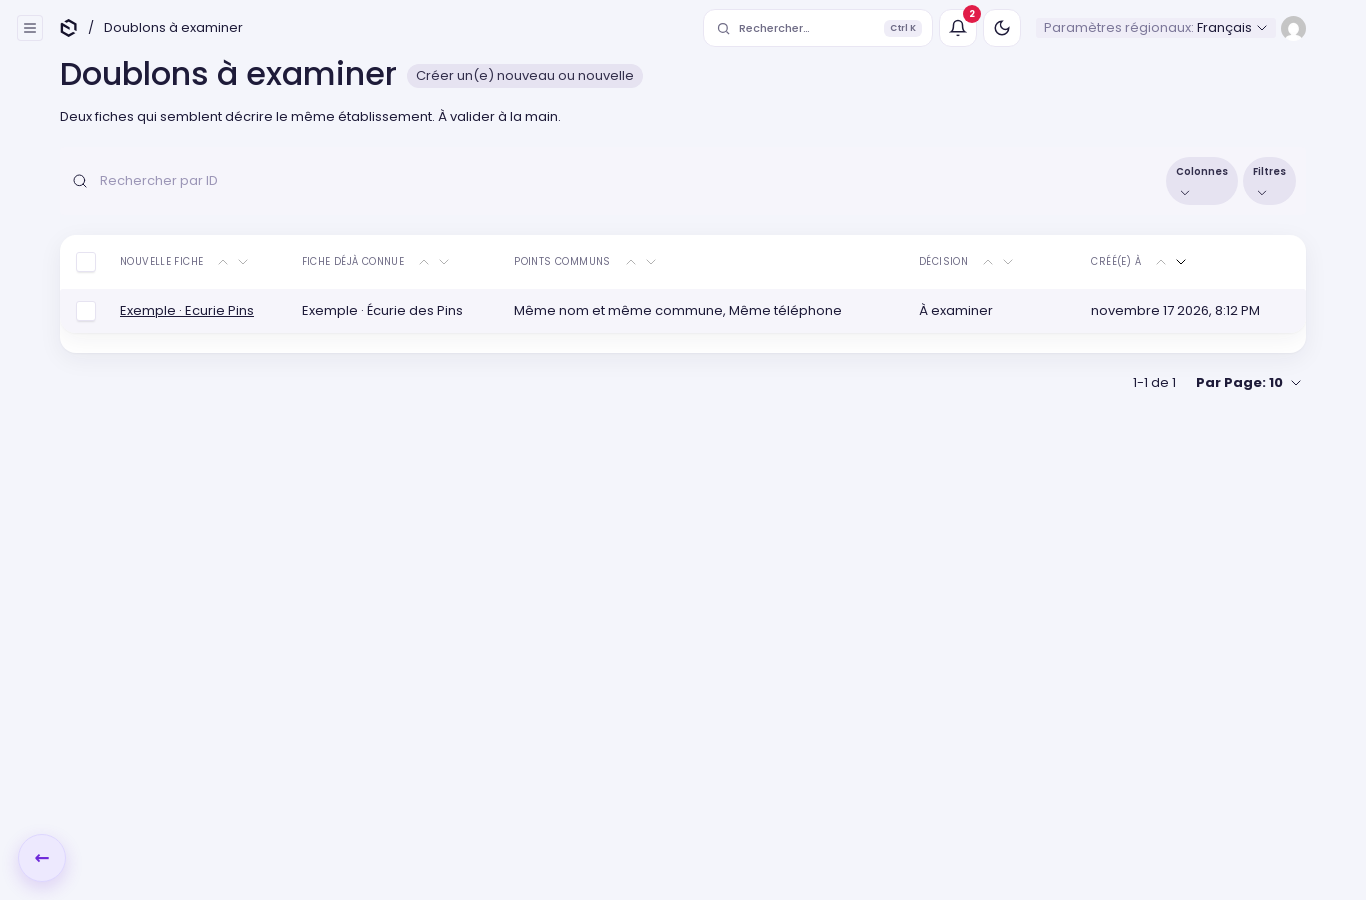 / Doublons à examiner
Rechercher...
Ctrl K
2
Paramètres régionaux: Français
Doublons à examiner
Créer un(e) nouveau ou nouvelle
Deux fiches qui semblent décrire le même établissement. À valider à la main.
Rechercher par ID
Colonnes
Filtres
NOUVELLE FICHE
FICHE DÉJÀ CONNUE
POINTS COMMUNS
DÉCISION
CRÉÉ(E) À
Exemple · Ecurie Pins
Exemple · Écurie des Pins
Même nom et même commune, Même téléphone
À examiner
novembre 17 2026, 8:12 PM
1-1 de 1
Par Page: 10